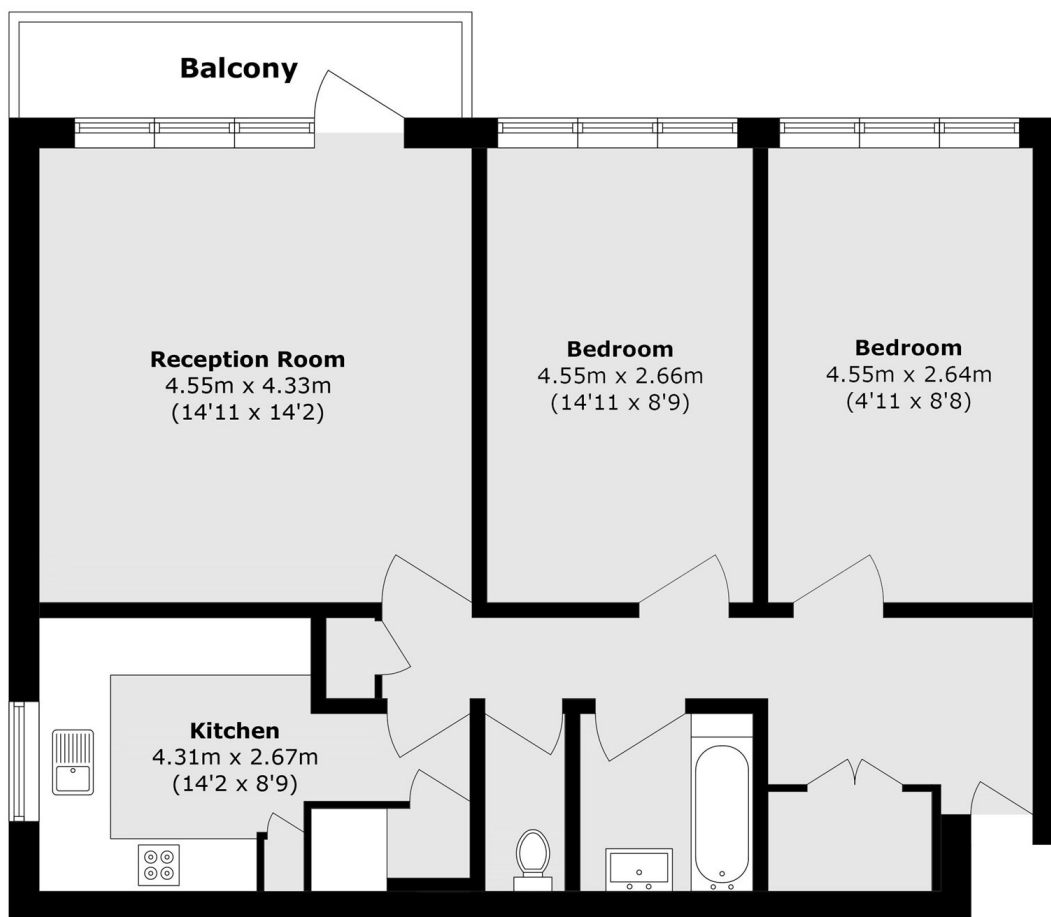 Balcony
Reception Room
4.55m x 4.33m
(14'11 x 14'2)
Bedroom
4.55m x 2.66m
(14'11 x 8'9)
Bedroom
4.55m x 2.64m
(4'11 x 8'8)
Kitchen
4.31m x 2.67m
(14'2 x 8'9)